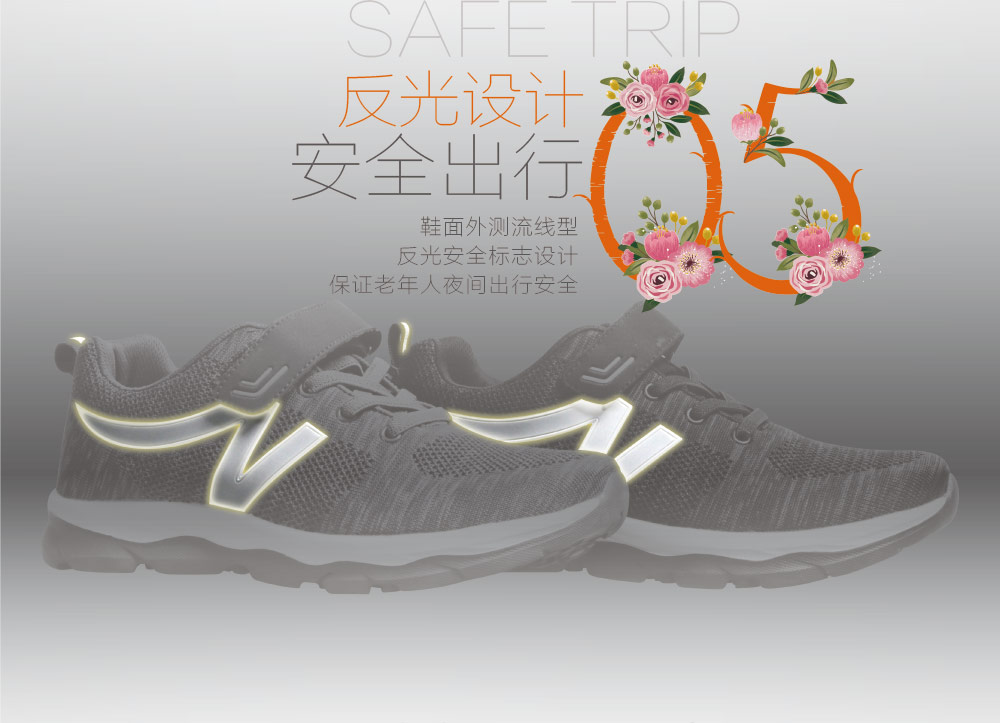 SAFE TRIP
反光设计
安全出行
05
鞋面外测流线型
反光安全标志设计
保证老年人夜间出行安全